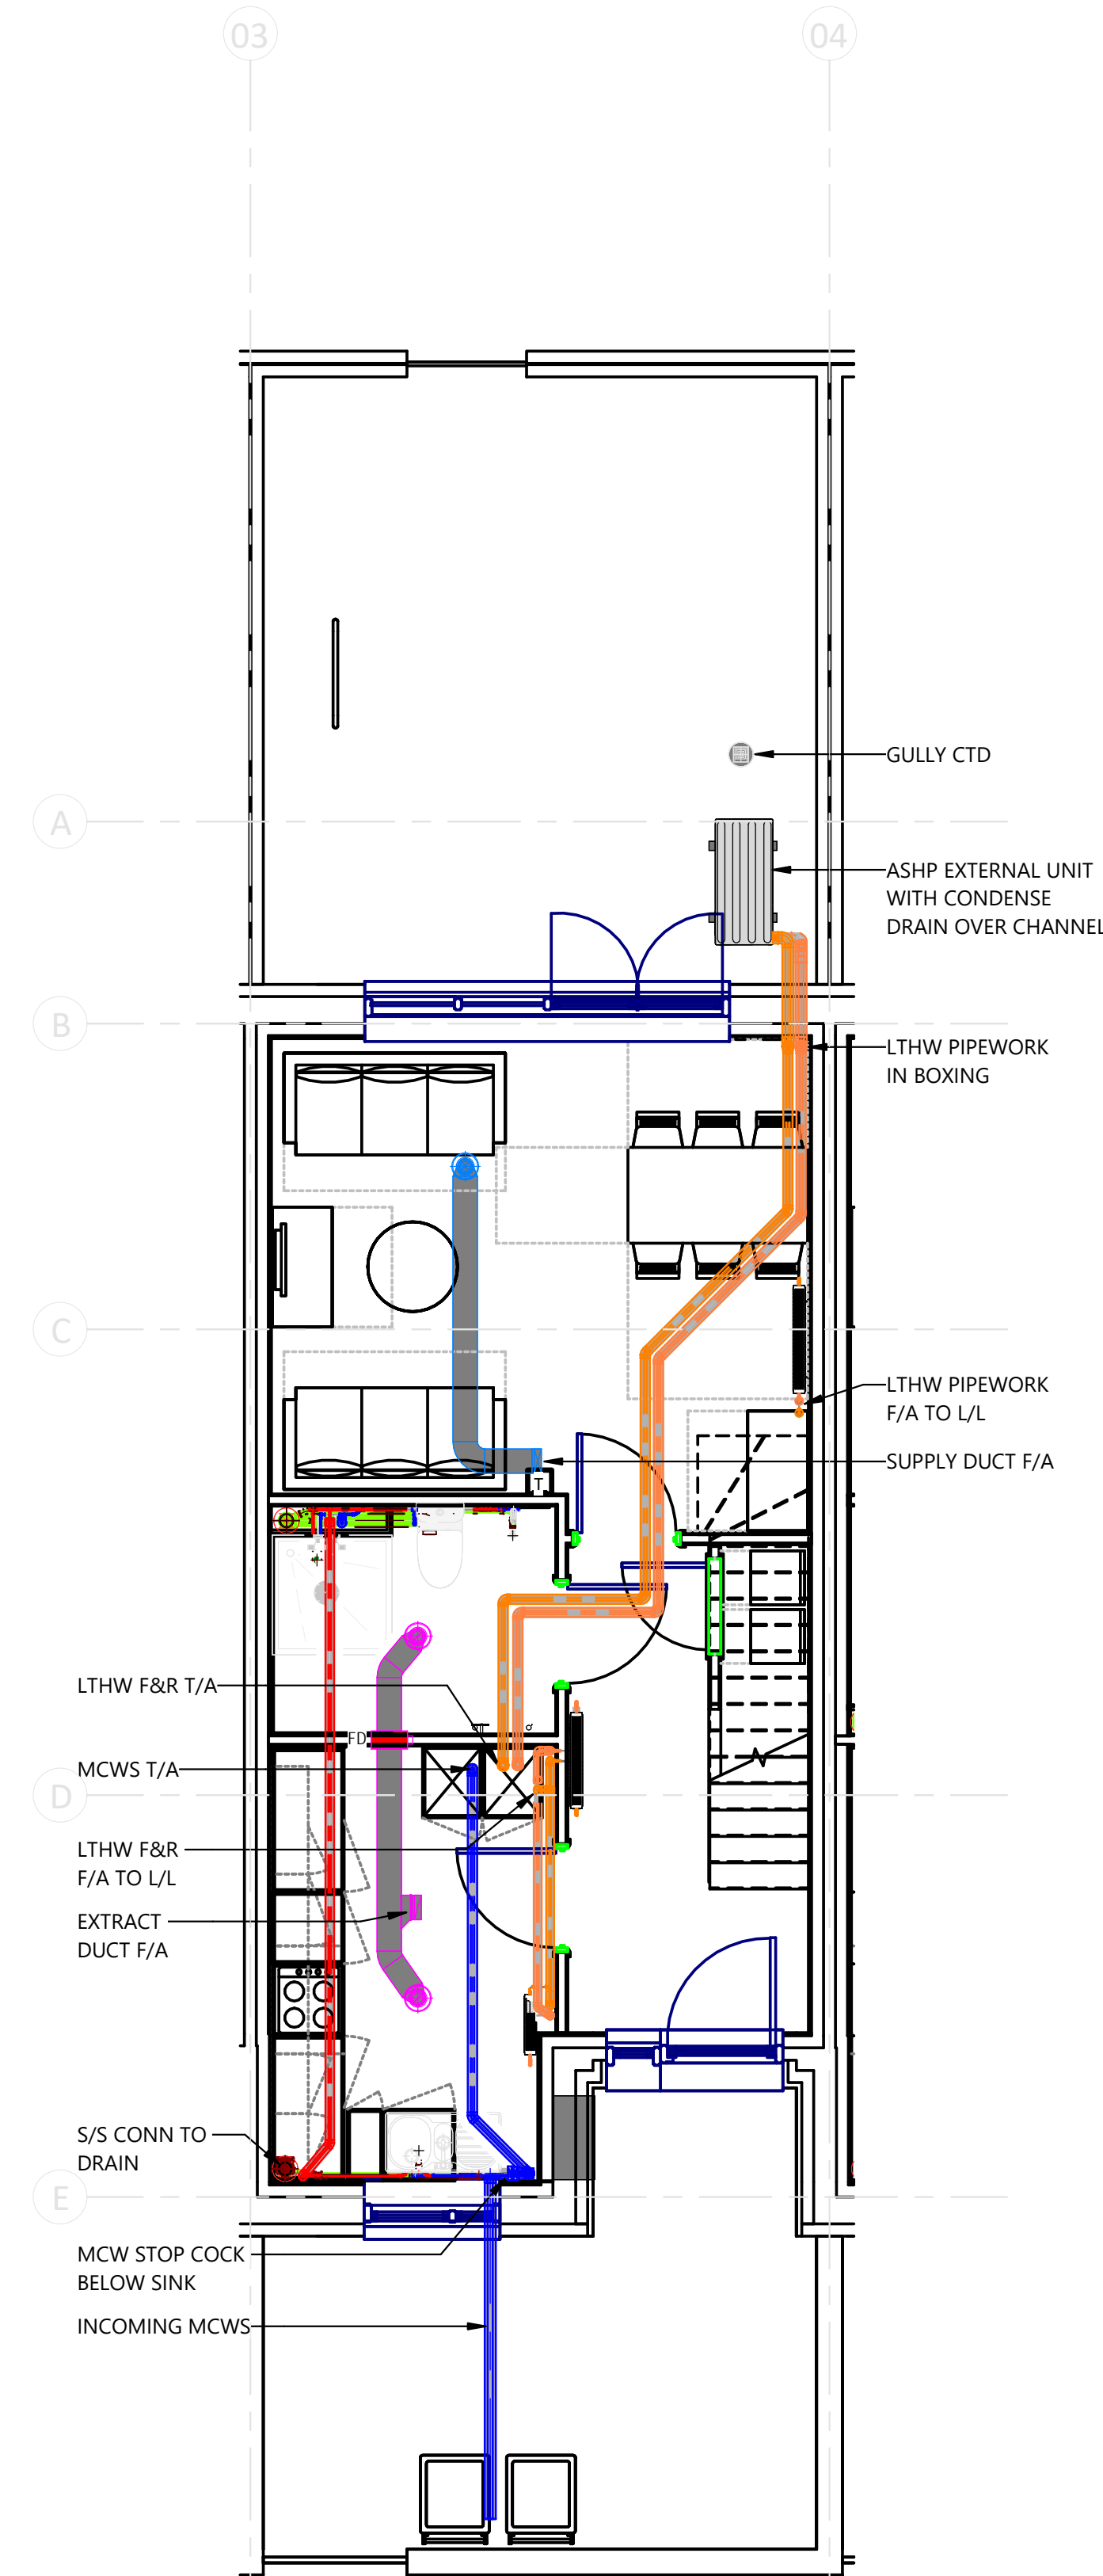 03
04
GULLY CTD
A
ASHP EXTERNAL UNIT
WITH CONDENSE
DRAIN OVER CHANNEL
B
LTHW PIPEWORK
IN BOXING
C
LTHW PIPEWORK
F/A TO L/L
SUPPLY DUCT F/A
T
LTHW F&R T/A
FD
MCWS T/A
D
LTHW F&R
F/A TO L/L
EXTRACT
DUCT F/A
S/S CONN TO
DRAIN
E
MCW STOP COCK
BELOW SINK
INCOMING MCWS